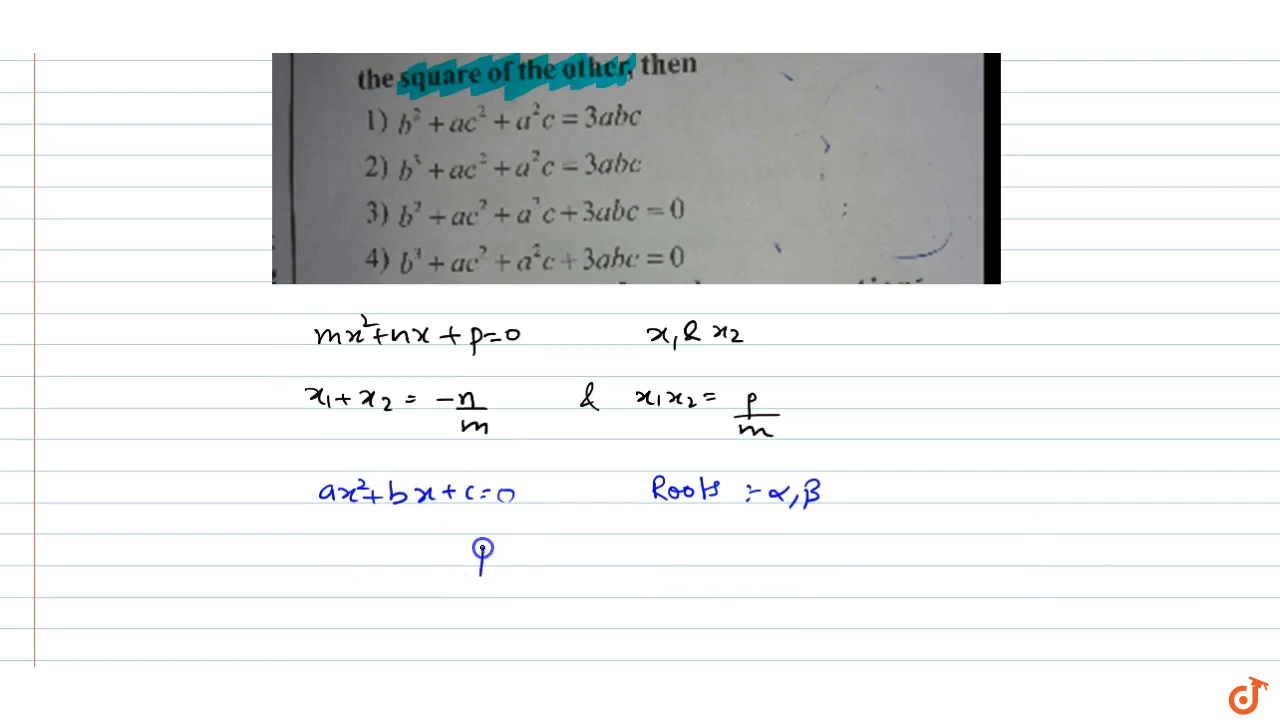 the square of the other, then
1) b² + ac² + a²c = 3abc
2) b³ + ac² + a²c = 3abc
3) b² + ac² + a²c + 3abc = 0
4) b³ + ac² + a²c + 3abc = 0
mx²+nx + p=0 x₁ & x₂
x₁+ x₂ = -n/m & x₁x₂ = p/m
ax²+bx+c=0 Roots :- α, β